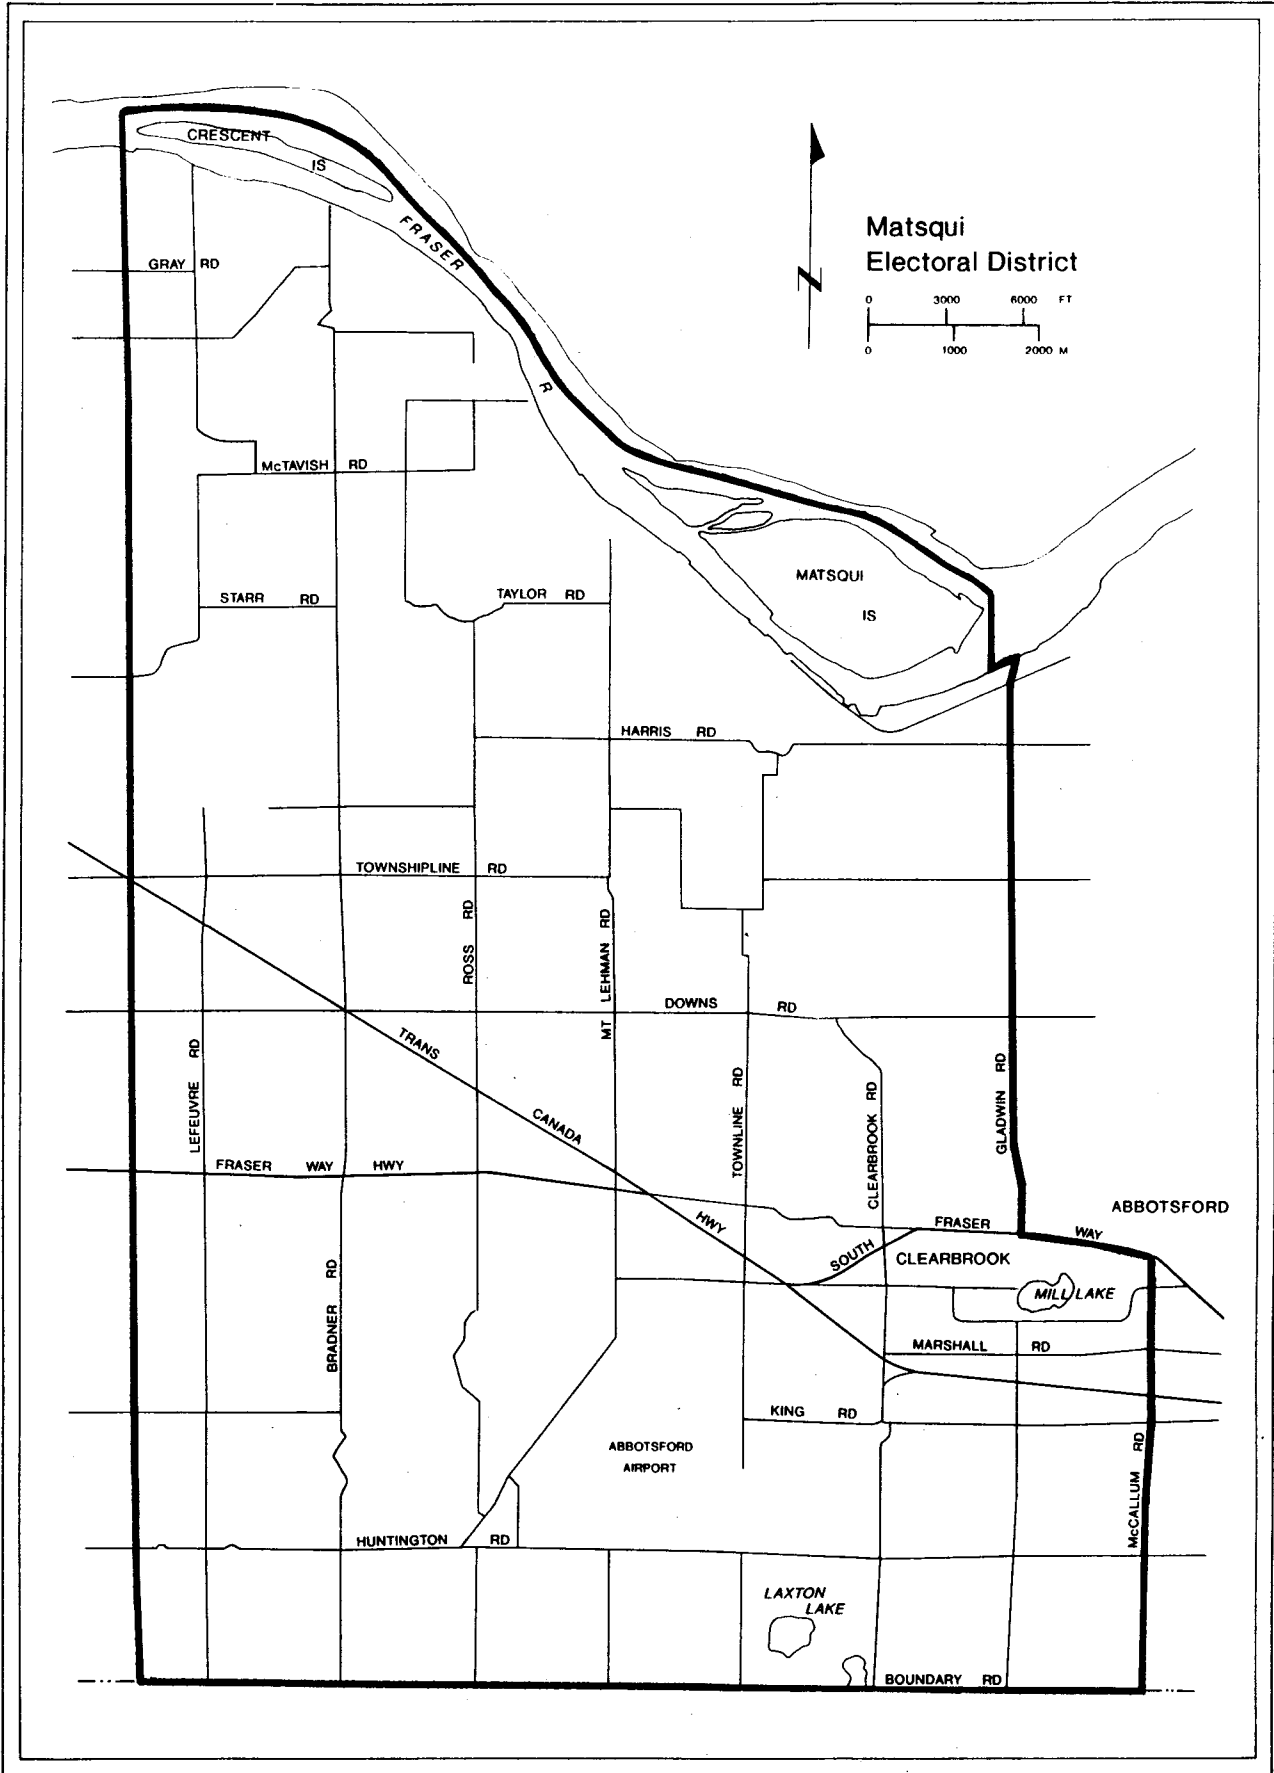 CRESCENT
IS
FRASER
R
Matsqui
Electoral District
0 3000 6000 FT
0 1000 2000 M
N
GRAY RD
McTAVISH RD
STARR RD
TAYLOR RD
MATSQUI
IS
HARRIS RD
TOWNSHIPLINE RD
ROSS RD
MT LEHMAN RD
DOWNS RD
TRANS
CANADA
HWY
LEFEUVRE RD
TOWNLINE RD
CLEARBROOK RD
GLADWIN RD
FRASER WAY HWY
ABBOTSFORD
FRASER WAY
SOUTH
CLEARBROOK
BRADNER RD
MILL LAKE
MARSHALL RD
KING RD
ABBOTSFORD
AIRPORT
McCALLUM RD
HUNTINGTON RD
LAXTON
LAKE
BOUNDARY RD